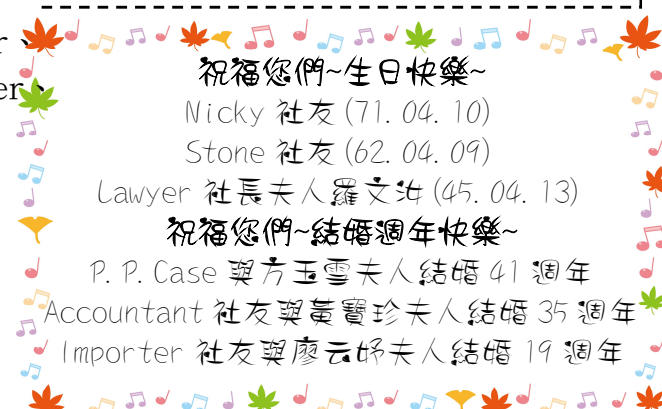 r、
er、
祝福您們~生日快樂~
Nicky 社友(71.04.10)
Stone 社友(62.04.09)
Lawyer 社長夫人羅文汝(45.04.13)
祝福您們~結婚週年快樂~
P.P.Case 與方玉雪夫人結婚 41 週年
Accountant 社友與黃寶珍夫人結婚 35 週年
Importer 社友與廖云妤夫人結婚 19 週年